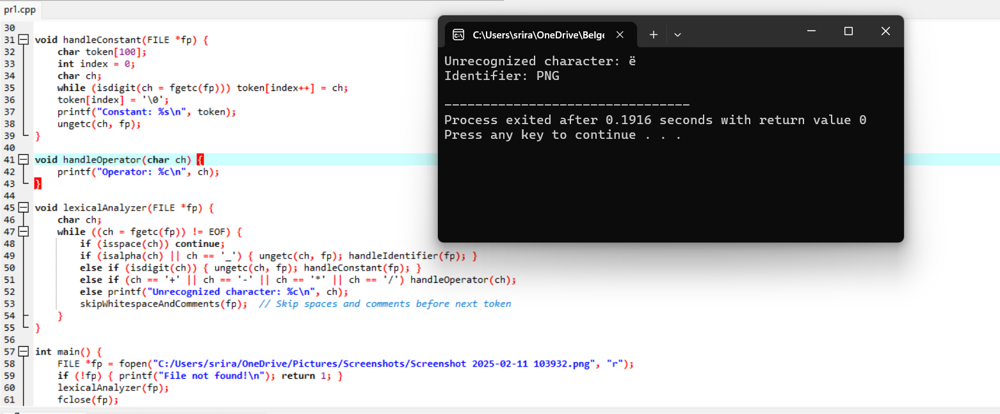 pr1.cpp
30
31 void handleConstant(FILE *fp) {
32 char token[100];
33 int index = 0;
34 char ch;
35 while (isdigit(ch = fgetc(fp))) token[index++] = ch;
36 token[index] = '\0';
37 printf("Constant: %s\n", token);
38 ungetc(ch, fp);
39 }
40
41 void handleOperator(char ch) {
42 printf("Operator: %c\n", ch);
43 }
44
45 void lexicalAnalyzer(FILE *fp) {
46 char ch;
47 while ((ch = fgetc(fp)) != EOF) {
48 if (isspace(ch)) continue;
49 if (isalpha(ch) || ch == '_') { ungetc(ch, fp); handleIdentifier(fp); }
50 else if (isdigit(ch)) { ungetc(ch, fp); handleConstant(fp); }
51 else if (ch == '+' || ch == '-' || ch == '*' || ch == '/') handleOperator(ch);
52 else printf("Unrecognized character: %c\n", ch);
53 skipWhitespaceAndComments(fp); // Skip spaces and comments before next token
54 }
55 }
56
57 int main() {
58 FILE *fp = fopen("C:/Users/srira/OneDrive/Pictures/Screenshots/Screenshot 2025-02-11 103932.png", "r");
59 if (!fp) { printf("File not found!\n"); return 1; }
60 lexicalAnalyzer(fp);
61 fclose(fp);
C:\Users\srira\OneDrive\Belge
Unrecognized character: ë
Identifier: PNG
--------------------------------
Process exited after 0.1916 seconds with return value 0
Press any key to continue . . .